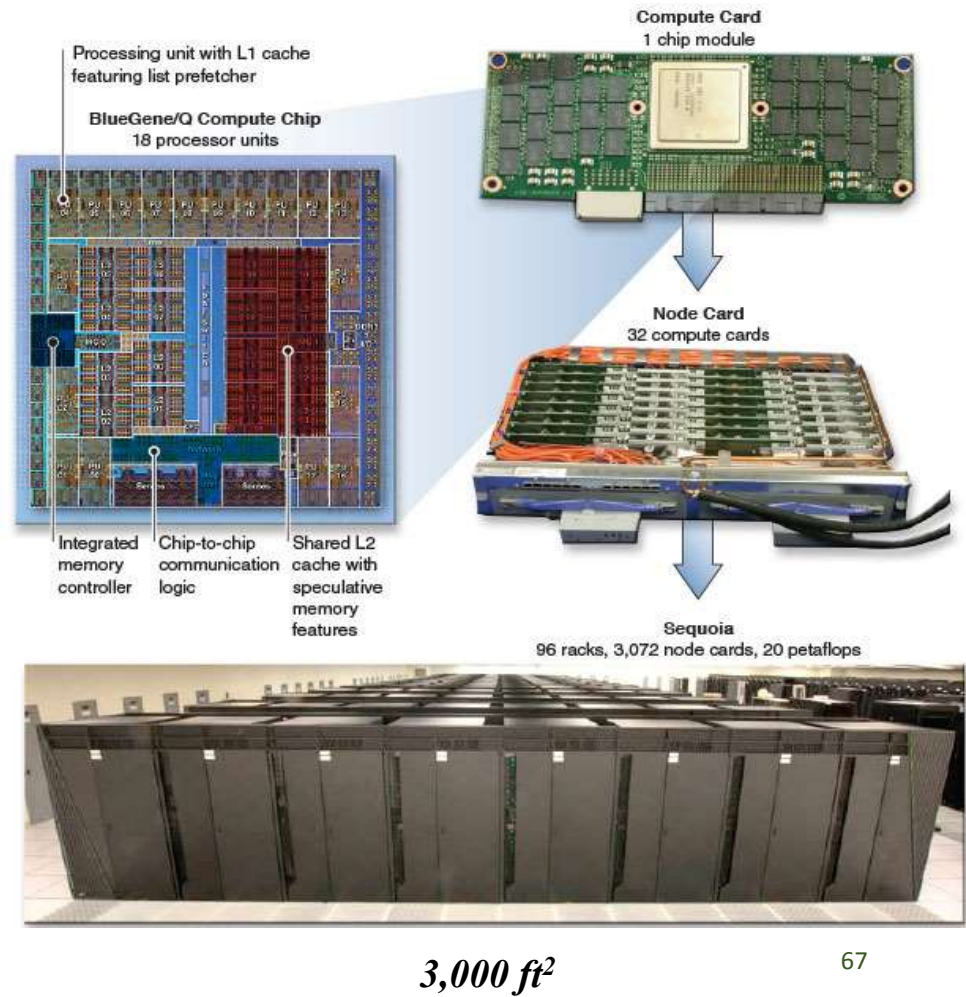 Compute Card
1 chip module
Processing unit with L1 cache
featuring list prefetcher
BlueGene/Q Compute Chip
18 processor units
Node Card
32 compute cards
Integrated
memory
controller
Chip-to-chip
communication
logic
Shared L2
cache with
speculative
memory
features
Sequoia
96 racks, 3,072 node cards, 20 petaflops
3,000 ft²
67